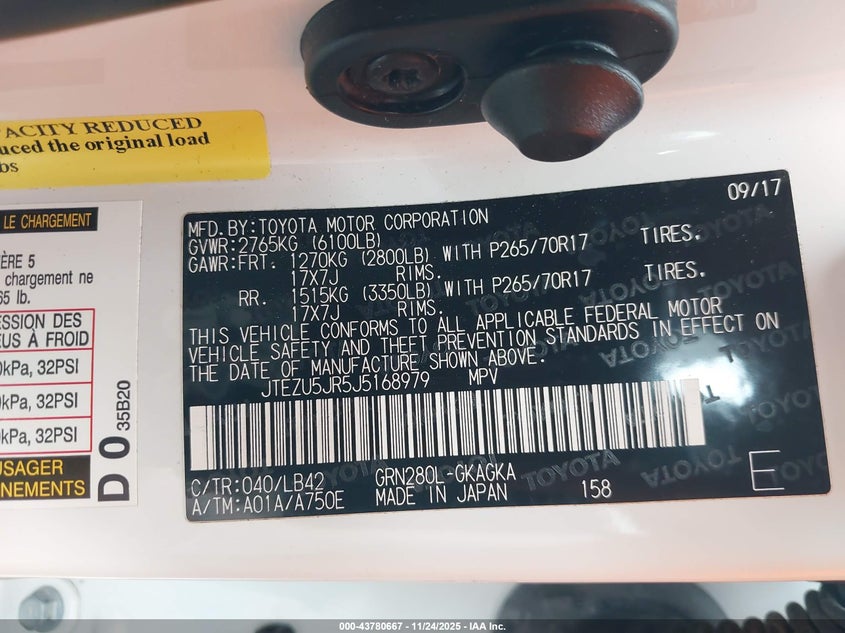 ACITY REDUCED
uced the original load
bs
LE CHARGEMENT
ÈRE 5
chargement ne
65 lb.
ESSION DES
EUS À FROID
kPa, 32PSI
kPa, 32PSI
kPa, 32PSI
USAGER
NEMENTS
D O 35B20
09/17
MFD. BY: TOYOTA MOTOR CORPORATION
GVWR: 2765KG (6100LB)
GAWR: FRT. 1270KG (2800LB) WITH P265/70R17 TIRES.
17X7J RIMS.
RR. 1515KG (3350LB) WITH P265/70R17 TIRES.
17X7J RIMS.
THIS VEHICLE CONFORMS TO ALL APPLICABLE FEDERAL MOTOR
VEHICLE SAFETY AND THEFT PREVENTION STANDARDS IN EFFECT ON
THE DATE OF MANUFACTURE SHOWN ABOVE.
JTEZU5JR5J5168979 MPV
C/TR: 040/LB42 GRN280L-GKAGKA
A/TM: A01A/A750E MADE IN JAPAN 158 E
TOYOTA
000-43780667 - 11/24/2025 - IAA Inc.